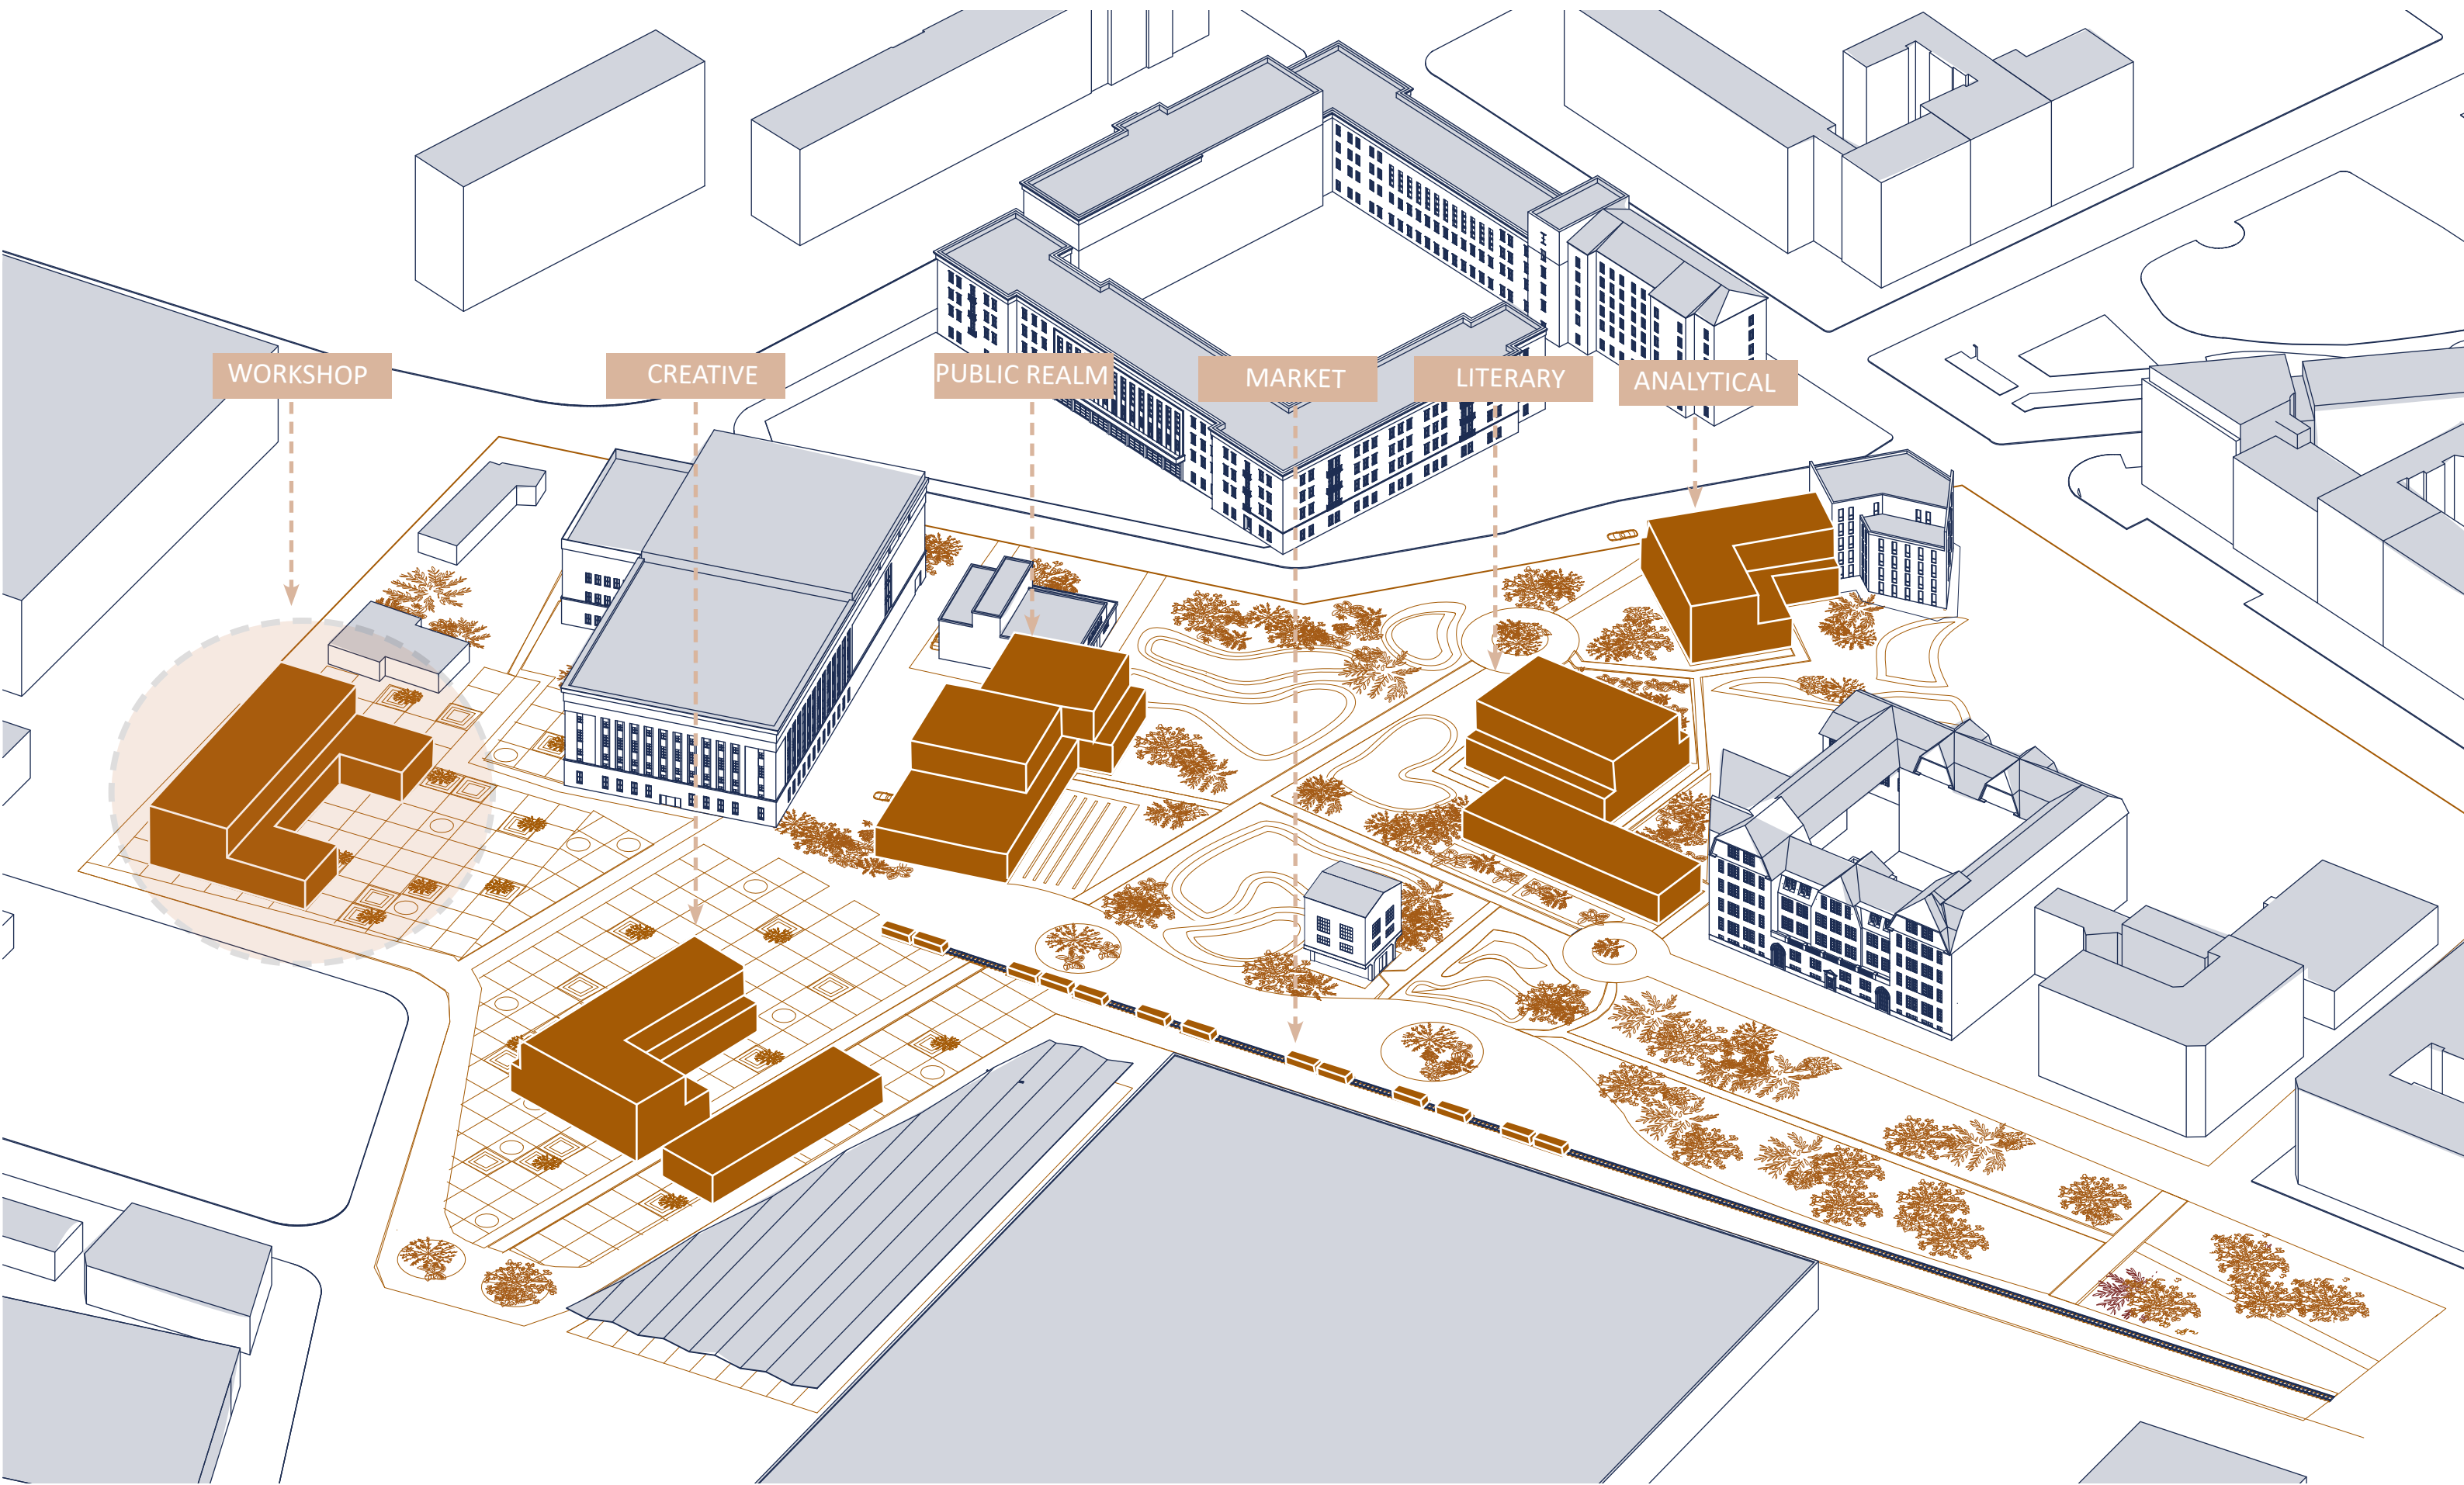 WORKSHOP
CREATIVE
PUBLIC REALM
MARKET
LITERARY
ANALYTICAL